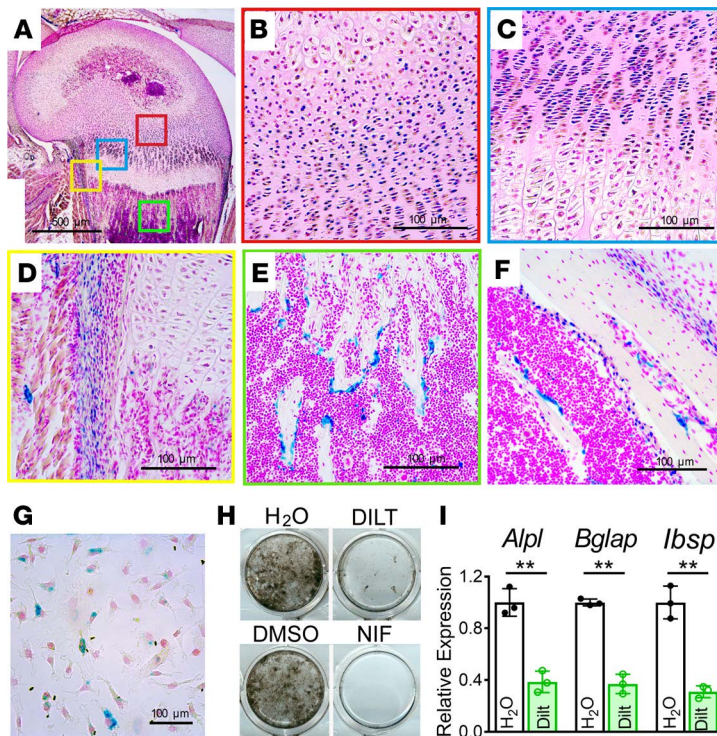 A
500 μm
B
100 μm
C
100 μm
D
100 μm
E
100 μm
F
100 μm
G
100 μm
H
H₂O DILT
DMSO NIF
I
Alpl Bglap Ibsp
** ** **
Relative Expression
1.2
0.8
0.4
0.0
H₂O Dilt H₂O Dilt H₂O Dilt